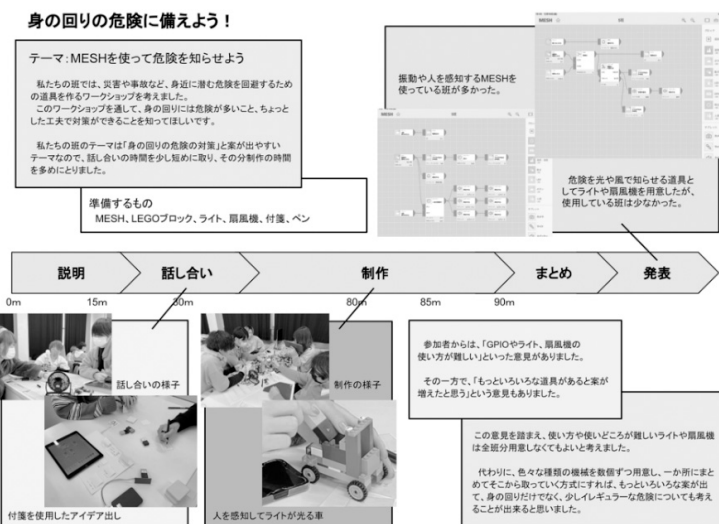 身の回りの危険に備えよう！
テーマ：MESHを使って危険を知らせよう
私たちの班では、災害や事故など、身近に潜む危険を回避するため
の道具を作るワークショップを考えました。
このワークショップを通して、身の回りには危険が多いこと、ちょっと
した工夫で対策ができることを知ってほしいです。
私たちの班のテーマは「身の回りの危険の対策」と案が出やすい
テーマなので、話し合いの時間を少し短めに取り、その分制作の時間
を多めにとりました。
準備するもの
MESH、LEGOブロック、ライト、扇風機、付箋、ペン
振動や人を感知するMESHを
使っている班が多かった。
MESH
MESH
危険を光や風で知らせる道具と
してライトや扇風機を用意したが、
使用している班は少なかった。
説明
話し合い
制作
まとめ
発表
0m
15m
30m
80m
85m
90m
話し合いの様子
付箋を使用したアイデア出し
制作の様子
人を感知してライトが光る車
参加者からは、「GPIOやライト、扇風機の
使い方が難しい」といった意見がありました。
その一方で、「もっといろいろな道具があると案が
増えたと思う」という意見もありました。
この意見を踏まえ、使い方や使いどころが難しいライトや扇風機
は全班分用意しなくてもよいと考えました。
代わりに、色々な種類の機械を数個ずつ用意し、一か所にまと
めてそこから取っていく方式にすれば、もっといろいろな案が出
て、身の回りだけでなく、少しイレギュラーな危険についても考え
ることが出来ると思いました。